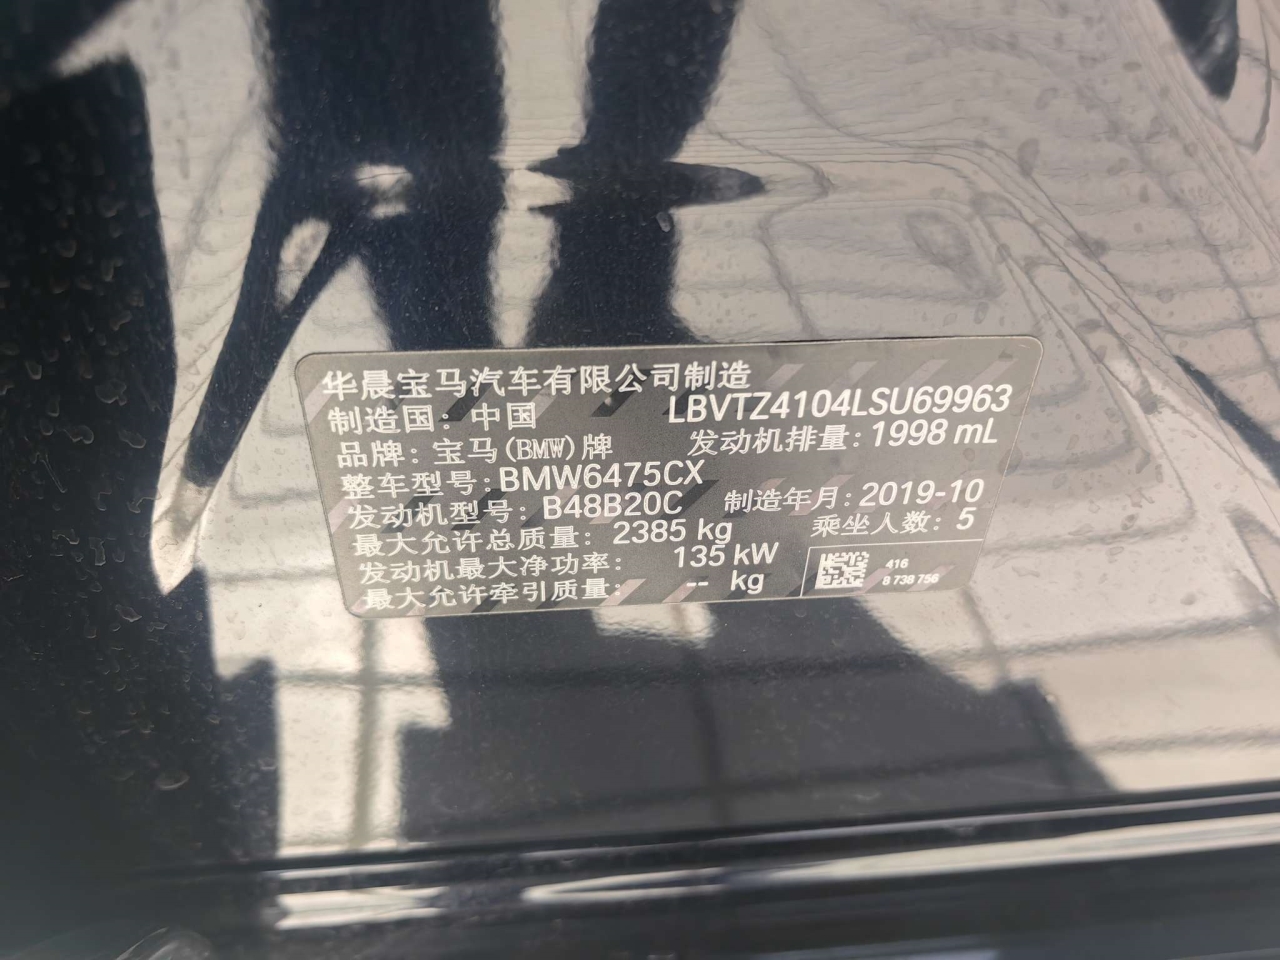 华晨宝马汽车有限公司制造
制造国：中国 LBVTZ4104LSU69963
品牌：宝马(BMW)牌 发动机排量：1998 mL
整车型号：BMW6475CX
发动机型号：B48B20C 制造年月：2019-10
最大允许总质量：2385 kg 乘坐人数：5
发动机最大净功率：135 kW
最大允许牵引质量：-- kg
416
8 738 756